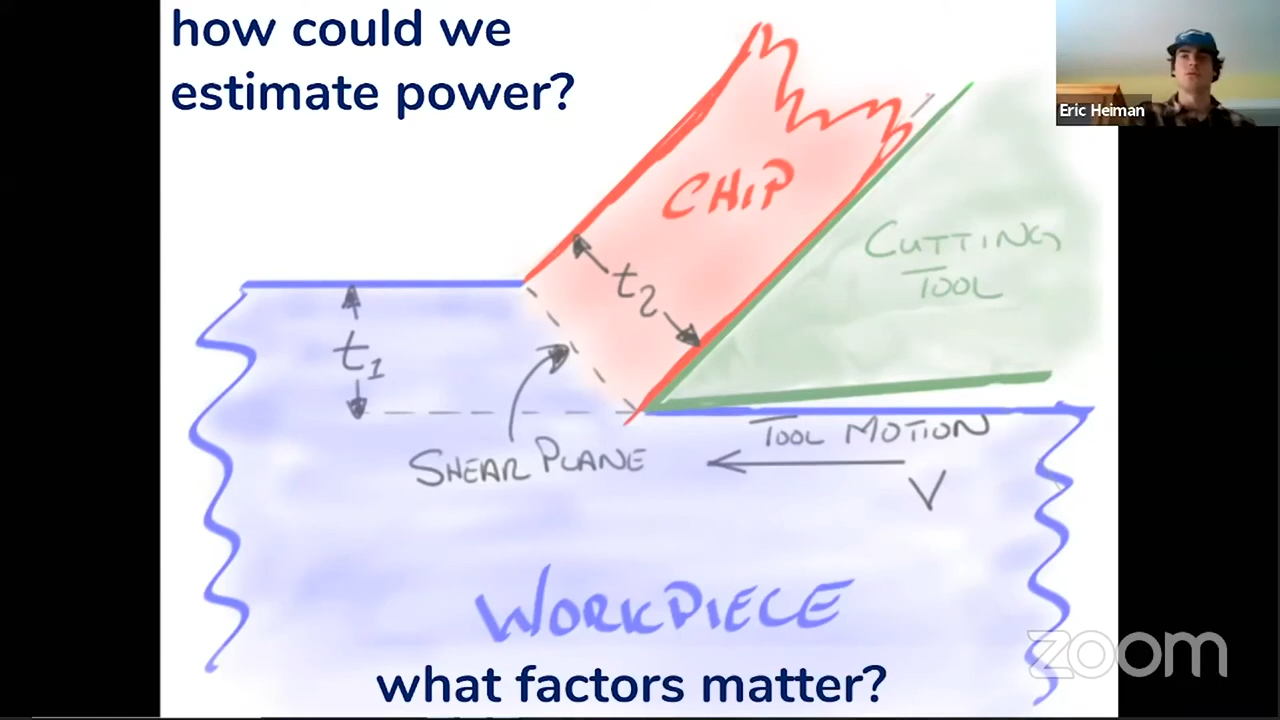 how could we
estimate power?
Eric Heiman
CHIP
CUTTING
TOOL
t2
t1
TOOL MOTION
SHEAR PLANE
V
WORKPIECE
what factors matter?
zoom